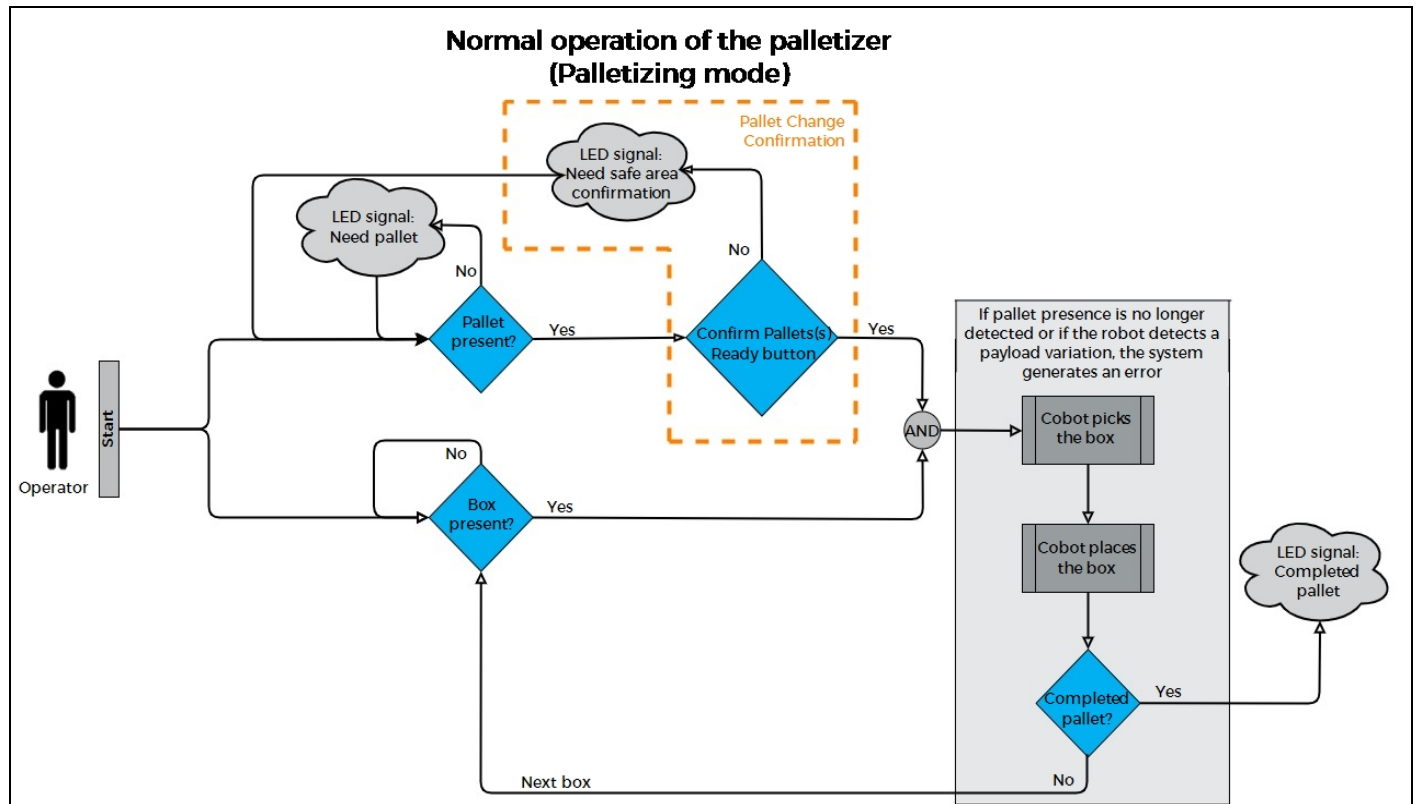 Normal operation of the palletizer
(Palletizing mode)
Pallet Change
Confirmation
LED signal:
Need safe area
confirmation
LED signal:
Need pallet
No
No
Pallet
present?
Yes
Confirm Pallets(s)
Ready button
Yes
If pallet presence is no longer
detected or if the robot detects a
payload variation, the system
generates an error
Operator
Start
AND
Cobot picks
the box
No
Box
present?
Yes
Cobot places
the box
LED signal:
Completed
pallet
Completed
pallet?
Yes
No
Next box